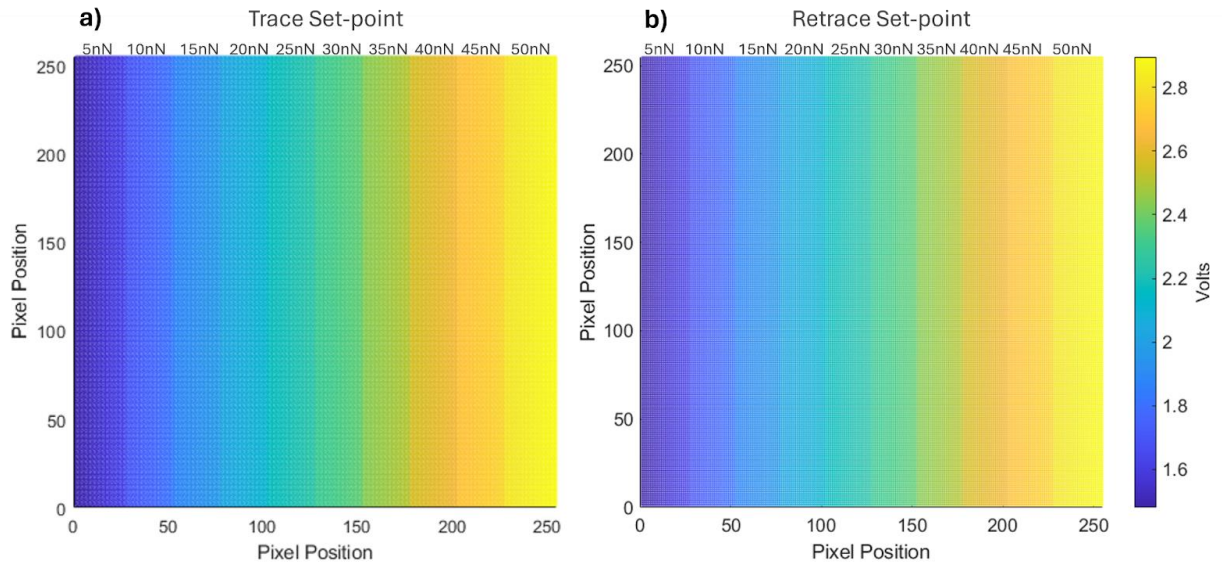 a) Trace Set-point
5nN 10nN 15nN 20nN 25nN 30nN 35nN 40nN 45nN 50nN
250
200
150
100
50
0
Pixel Position
0 50 100 150 200 250
Pixel Position
b) Retrace Set-point
5nN 10nN 15nN 20nN 25nN 30nN 35nN 40nN 45nN 50nN
250
200
150
100
50
0
Pixel Position
0 50 100 150 200 250
Pixel Position
2.8
2.6
2.4
2.2
2
1.8
1.6
Volts